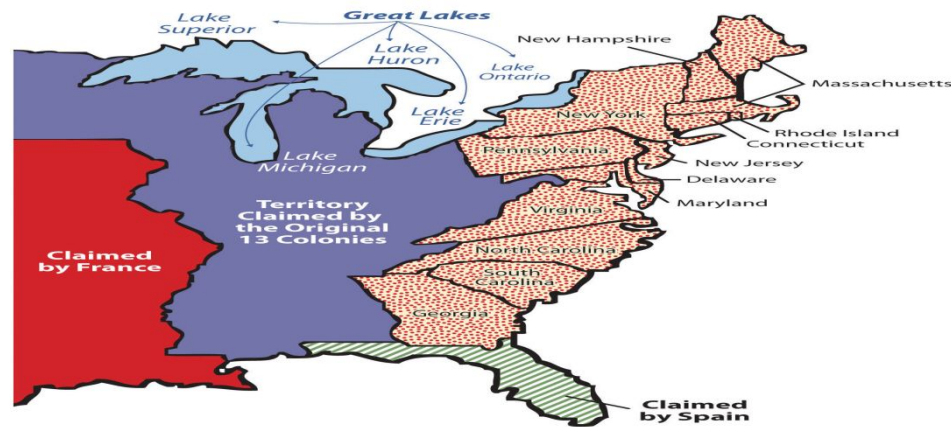 Great Lakes
Lake
Superior
Lake
Huron
Lake
Ontario
Lake
Erie
Lake
Michigan
New Hampshire
Massachusetts
New York
Rhode Island
Connecticut
Pennsylvania
New Jersey
Delaware
Maryland
Territory
Claimed by
the Original
13 Colonies
Virginia
Claimed
by France
North Carolina
South
Carolina
Georgia
Claimed
by Spain